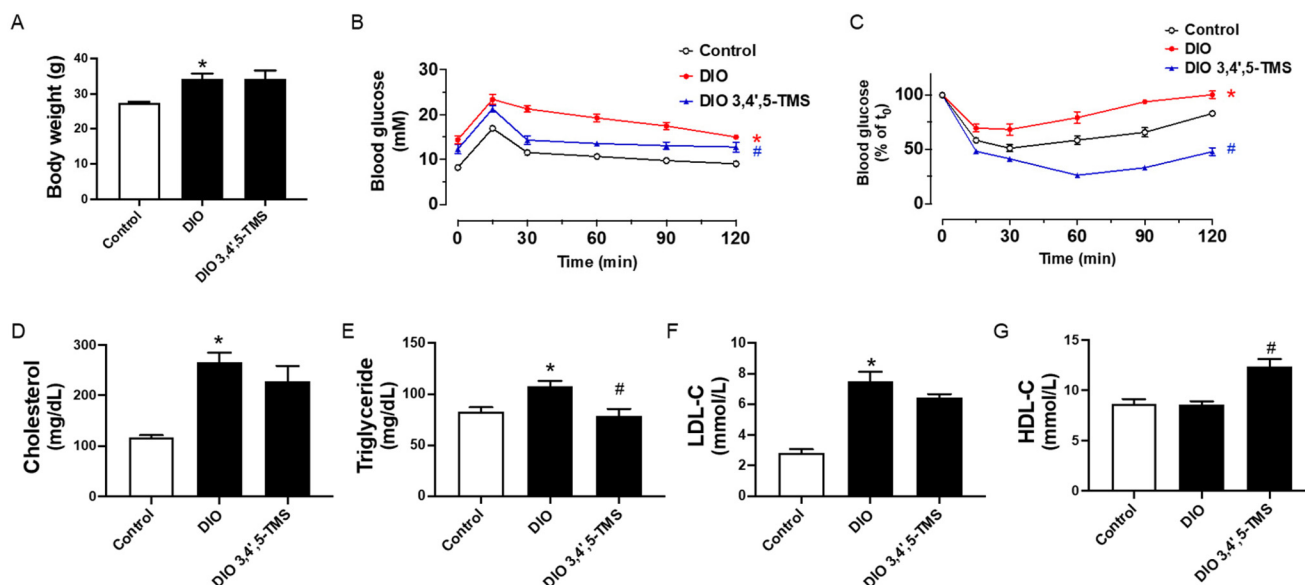 A
Body weight (g)
40
30
20
10
0
*
Control
DIO
DIO 3,4',5-TMS
B
Control
DIO
DIO 3,4',5-TMS
Blood glucose
(mM)
30
20
10
0
*
#
0
30
60
90
120
Time (min)
C
Control
DIO
DIO 3,4',5-TMS
Blood glucose
(% of t0)
100
50
0
*
#
0
30
60
90
120
Time (min)
D
Cholesterol
(mg/dL)
300
200
100
0
*
Control
DIO
DIO 3,4',5-TMS
E
Triglyceride
(mg/dL)
150
100
50
0
*
#
Control
DIO
DIO 3,4',5-TMS
F
LDL-C
(mmol/L)
10
8
6
4
2
0
*
Control
DIO
DIO 3,4',5-TMS
G
HDL-C
(mmol/L)
15
10
5
0
#
Control
DIO
DIO 3,4',5-TMS